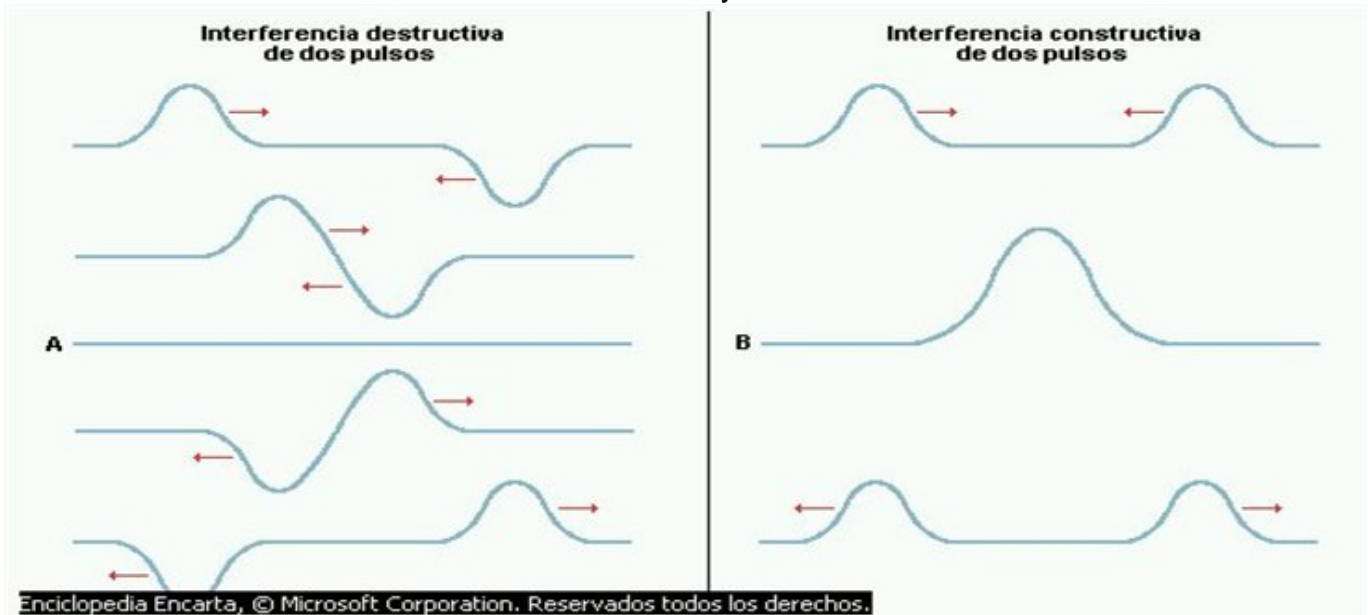 Interferencia destructiva
de dos pulsos
A
Interferencia constructiva
de dos pulsos
B
Enciclopedia Encarta, © Microsoft Corporation. Reservados todos los derechos.